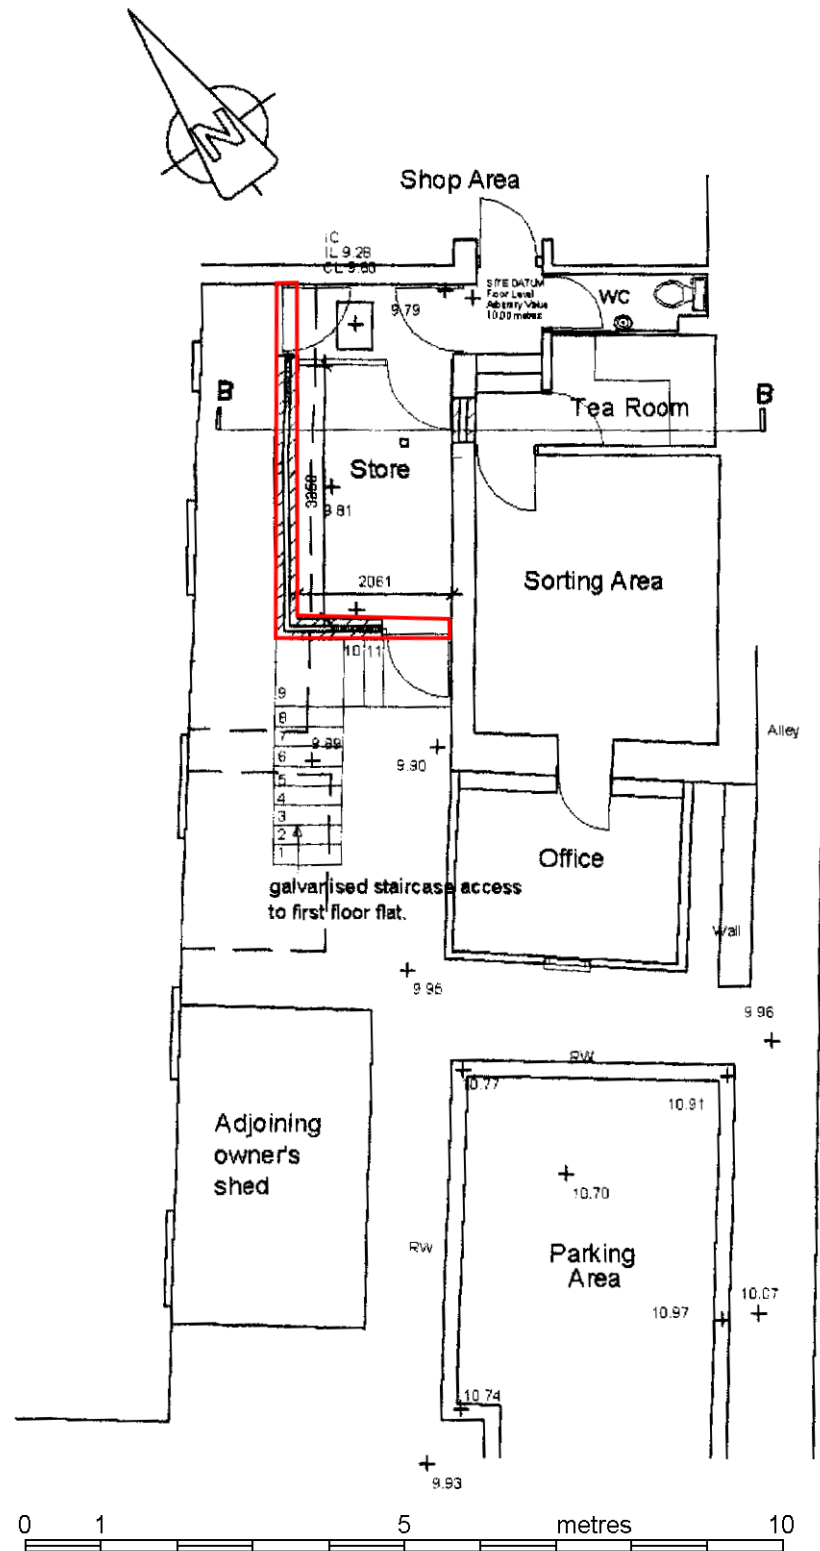 N
Shop Area
IC
IL 9.28
CL 9.80
SITE DATUM
Floor Level
Arbitrary Value
10.00 metres
WC
9.79
B
B
Tea Room
Store
9.81
2061
Sorting Area
10 11
9
8
7
6
5
4
3
2
1
9.89
9.90
Alley
Office
galvanised staircase access
to first floor flat.
Wall
9.95
9.96
RW
10.77
10.91
Adjoining
owner's
shed
10.70
RW
Parking
Area
10.07
10.97
10.74
9.93
0 1 5 metres 10